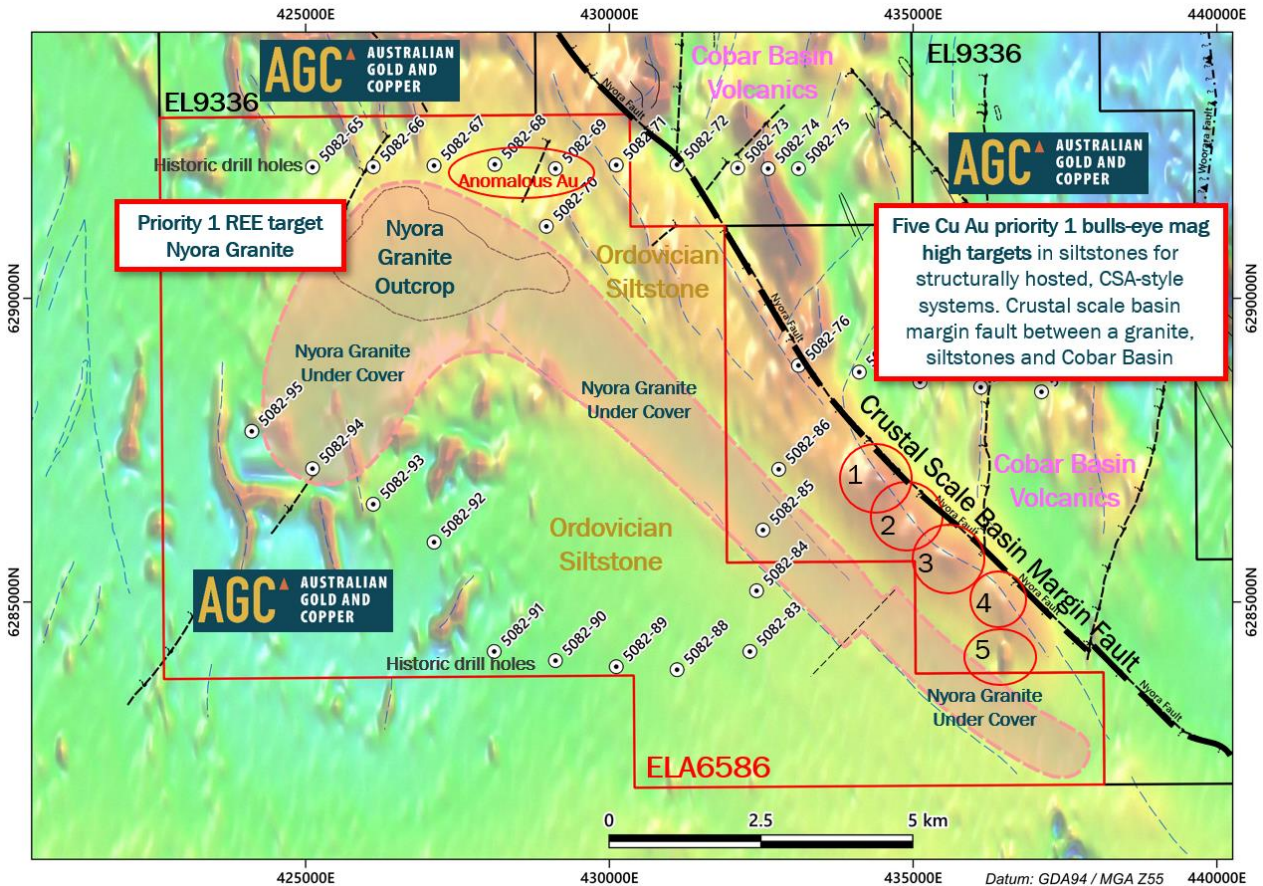 425000E
430000E
435000E
440000E
AGC
AUSTRALIAN
GOLD AND
COPPER
EL9336
Nyora Fault
Cobar Basin
Volcanics
EL9336
? Woorara Fault ?
AGC
AUSTRALIAN
GOLD AND
COPPER
Historic drill holes
5082-65
5082-66
5082-67
5082-68
5082-69
5082-70
5082-71
5082-72
5082-73
5082-74
5082-75
Anomalous Au
Priority 1 REE target
Nyora Granite
Nyora
Granite
Outcrop
Ordovician
Siltstone
Five Cu Au priority 1 bulls-eye mag
high targets in siltstones for
structurally hosted, CSA-style
systems. Crustal scale basin
margin fault between a granite,
siltstones and Cobar Basin
6290000N
6290000N
Nyora Fault
5082-76
Nyora Granite
Under Cover
Nyora Granite
Under Cover
5082-95
5082-94
5082-93
5082-92
5082-86
5082-85
5082-84
5082-83
Crustal Scale Basin Margin Fault
Nyora Fault
Cobar Basin
Volcanics
1
2
3
4
5
Ordovician
Siltstone
Nyora Fault
6285000N
6285000N
AGC
AUSTRALIAN
GOLD AND
COPPER
5082-91
5082-90
5082-89
5082-88
Historic drill holes
Nyora Granite
Under Cover
Nyora Fault
ELA6586
0
2.5
5 km
425000E
430000E
435000E
440000E
Datum: GDA94 / MGA Z55